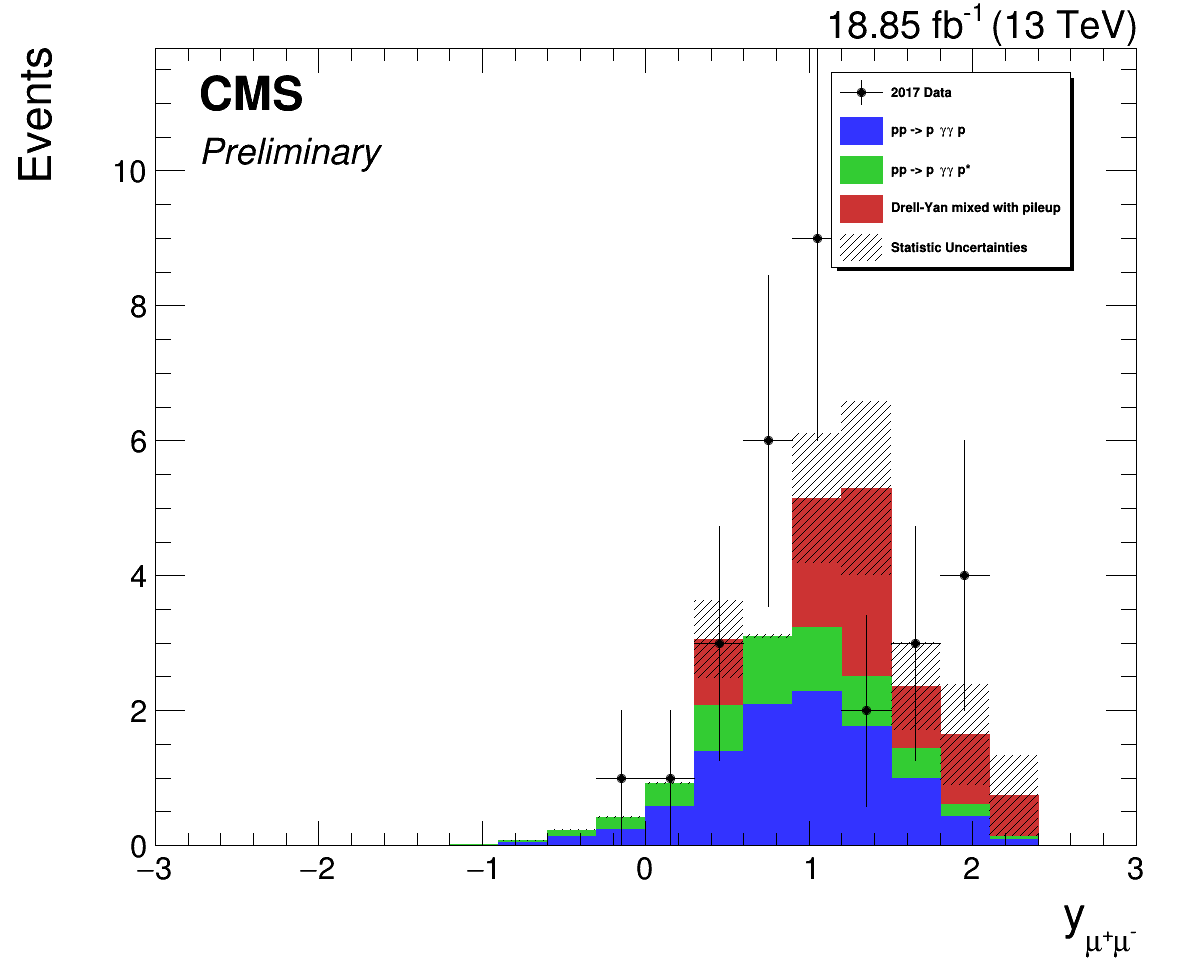 18.85 fb-1 (13 TeV)
Events
CMS
Preliminary
2017 Data
pp -> p γγ p
pp -> p γγ p*
Drell-Yan mixed with pileup
Statistic Uncertainties
10
8
6
4
2
0
−3 −2 −1 0 1 2 3
y μ+μ-